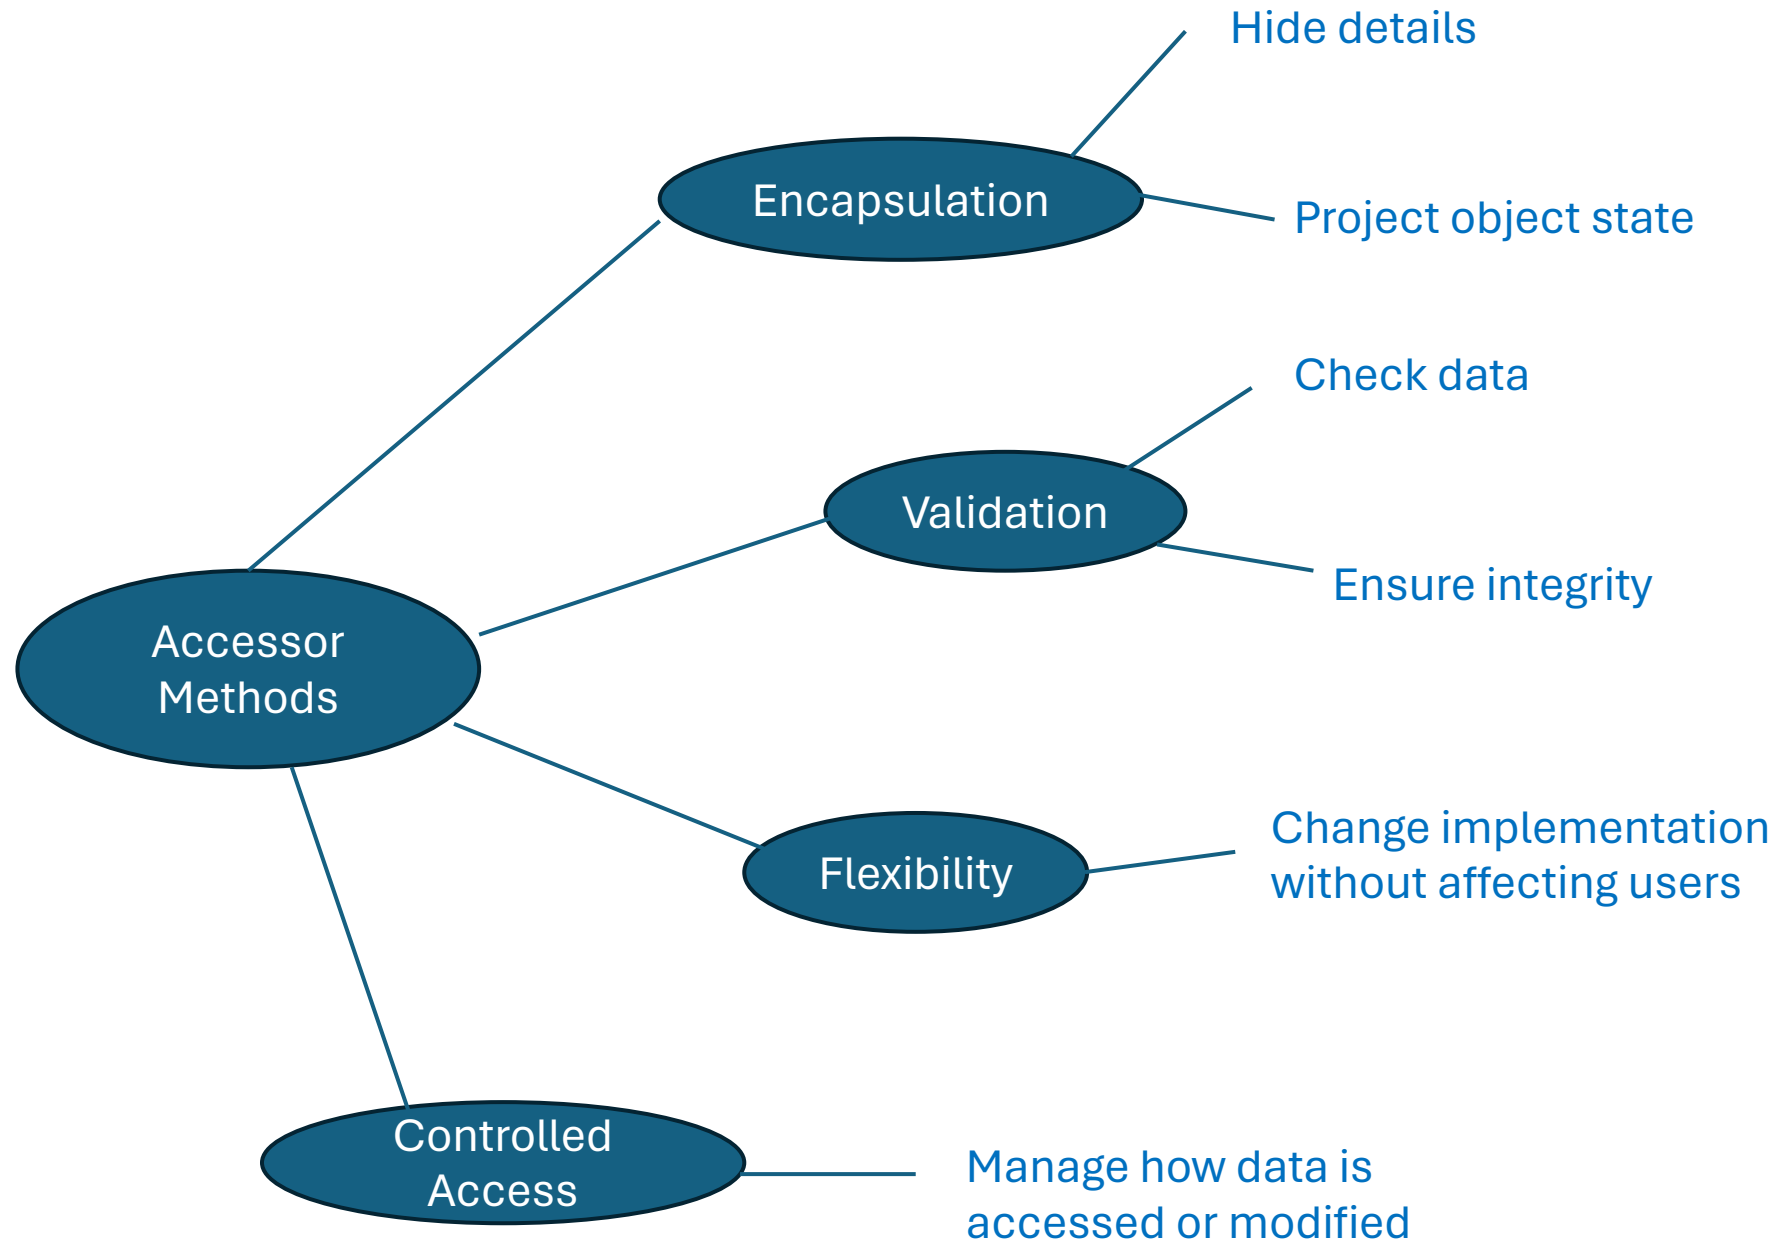 Hide details
Encapsulation
Project object state
Check data
Validation
Ensure integrity
Accessor
Methods
Flexibility
Change implementation
without affecting users
Controlled
Access
Manage how data is
accessed or modified